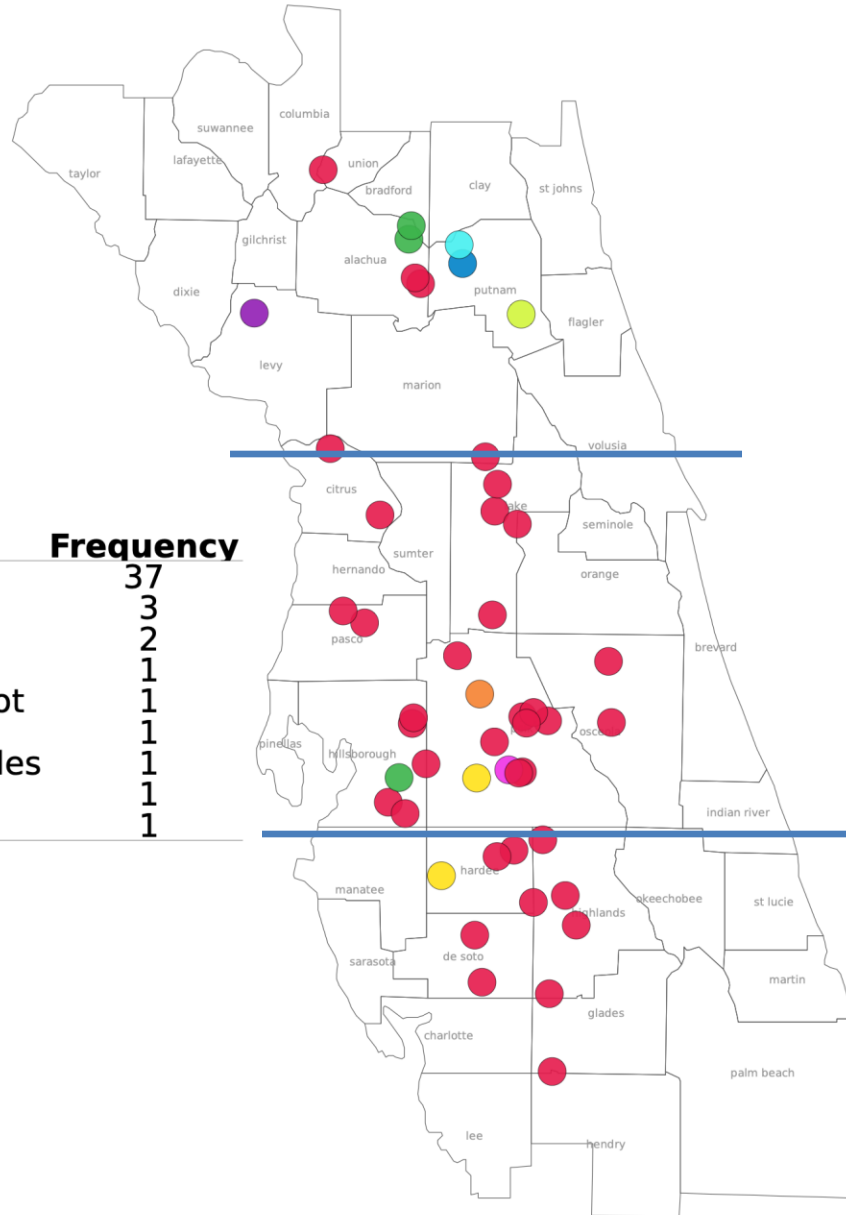 columbia
suwannee
lafayette
taylor
union
bradford
clay
st johns
gilchrist
alachua
dixie
putnam
flagler
levy
marion
volusia
citrus
seminole
sumter
hernando
orange
Frequency
37
3
2
1
ot 1
1
les 1
1
1
pasco
brevard
pinellas
hillsborough
indian river
manatee
hardee
okeechobee
st lucie
highlands
sarasota
de soto
martin
glades
charlotte
palm beach
lee
hendry